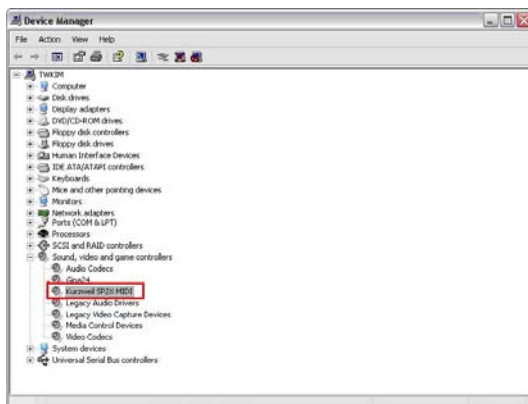 Device Manager
File Action View Help
TWKIM
Computer
Disk drives
Display adapters
DVD/CD-ROM drives
Floppy disk controllers
Floppy disk drives
Human Interface Devices
IDE ATA/ATAPI controllers
Keyboards
Mice and other pointing devices
Monitors
Network adapters
Ports (COM & LPT)
Processors
SCSI and RAID controllers
Sound, video and game controllers
Audio Codecs
Gina24
Kurzweil SP2X MIDI
Legacy Audio Drivers
Legacy Video Capture Devices
Media Control Devices
Video Codecs
System devices
Universal Serial Bus controllers